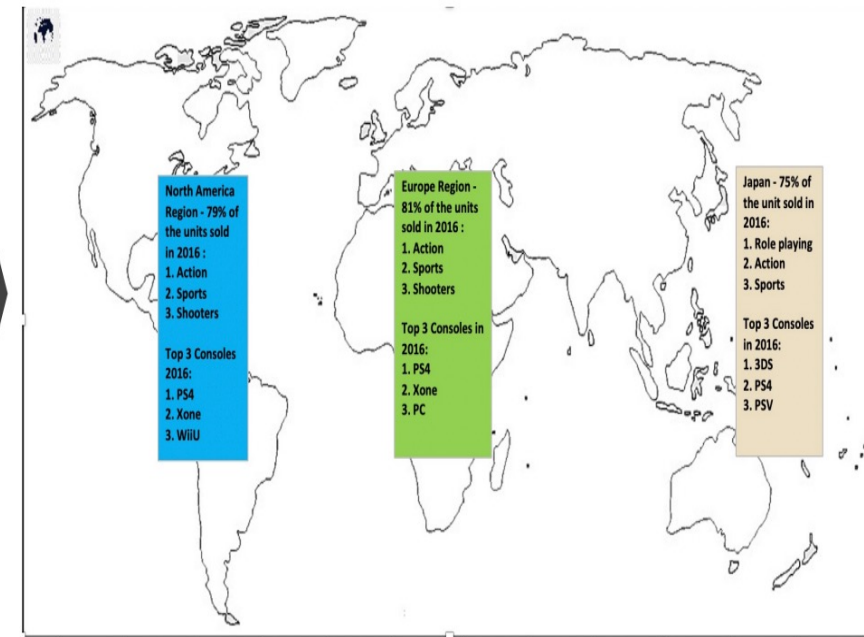 North America
Region - 79% of
the units sold
in 2016 :
1. Action
2. Sports
3. Shooters
Top 3 Consoles
2016:
1. PS4
2. Xone
3. WiiU
Europe Region -
81% of the units
sold in 2016 :
1. Action
2. Sports
3. Shooters
Top 3 Consoles in
2016:
1. PS4
2. Xone
3. PC
Japan - 75% of
the unit sold in
2016:
1. Role playing
2. Action
3. Sports
Top 3 Consoles
in 2016:
1. 3DS
2. PS4
3. PSV